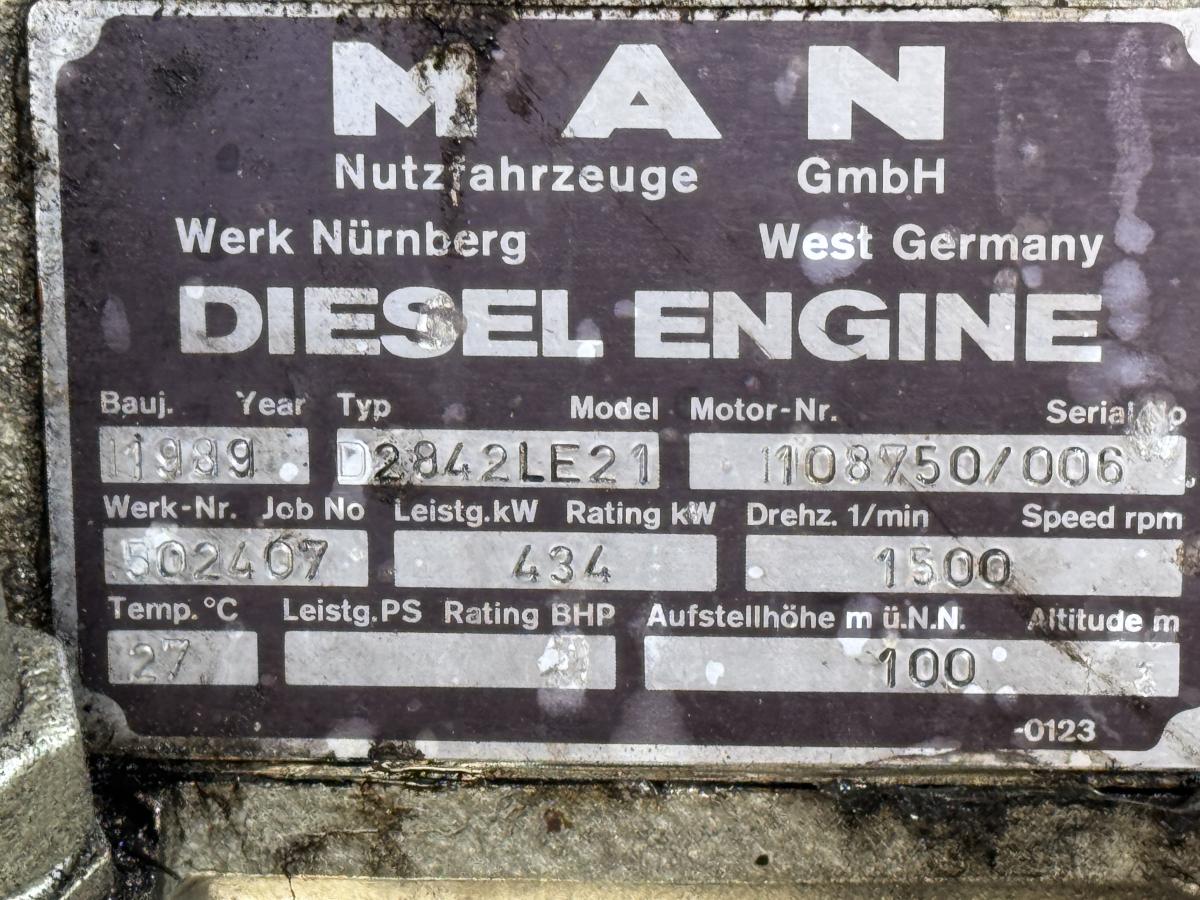 MAN
Nutzfahrzeuge GmbH
Werk Nürnberg West Germany
DIESEL ENGINE
Bauj. Year Typ Model Motor-Nr. Serial No
1989 D2842LE21 1108750/006
Werk-Nr. Job No Leistg.kW Rating kW Drehz. 1/min Speed rpm
502407 434 1500
Temp. °C Leistg.PS Rating BHP Aufstellhöhe m ü.N.N. Altitude m
27 100
-0123